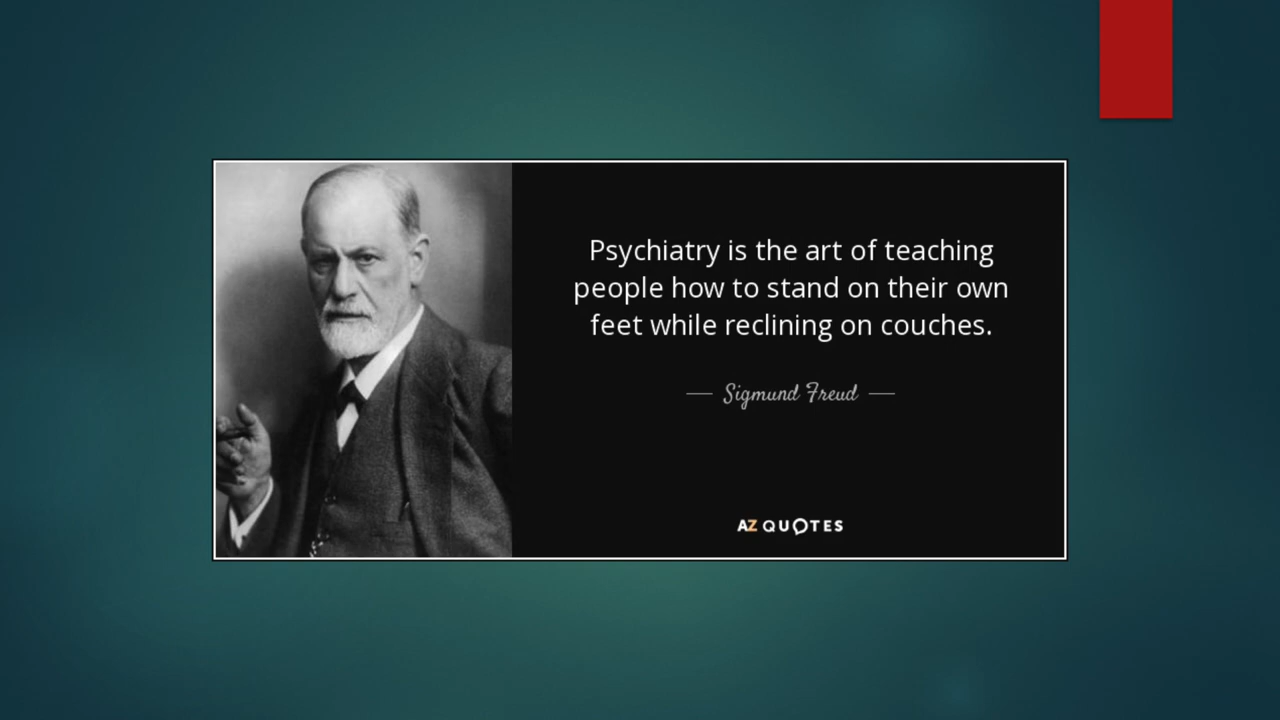 Psychiatry is the art of teaching
people how to stand on their own
feet while reclining on couches.
— Sigmund Freud —
AZ QUOTES